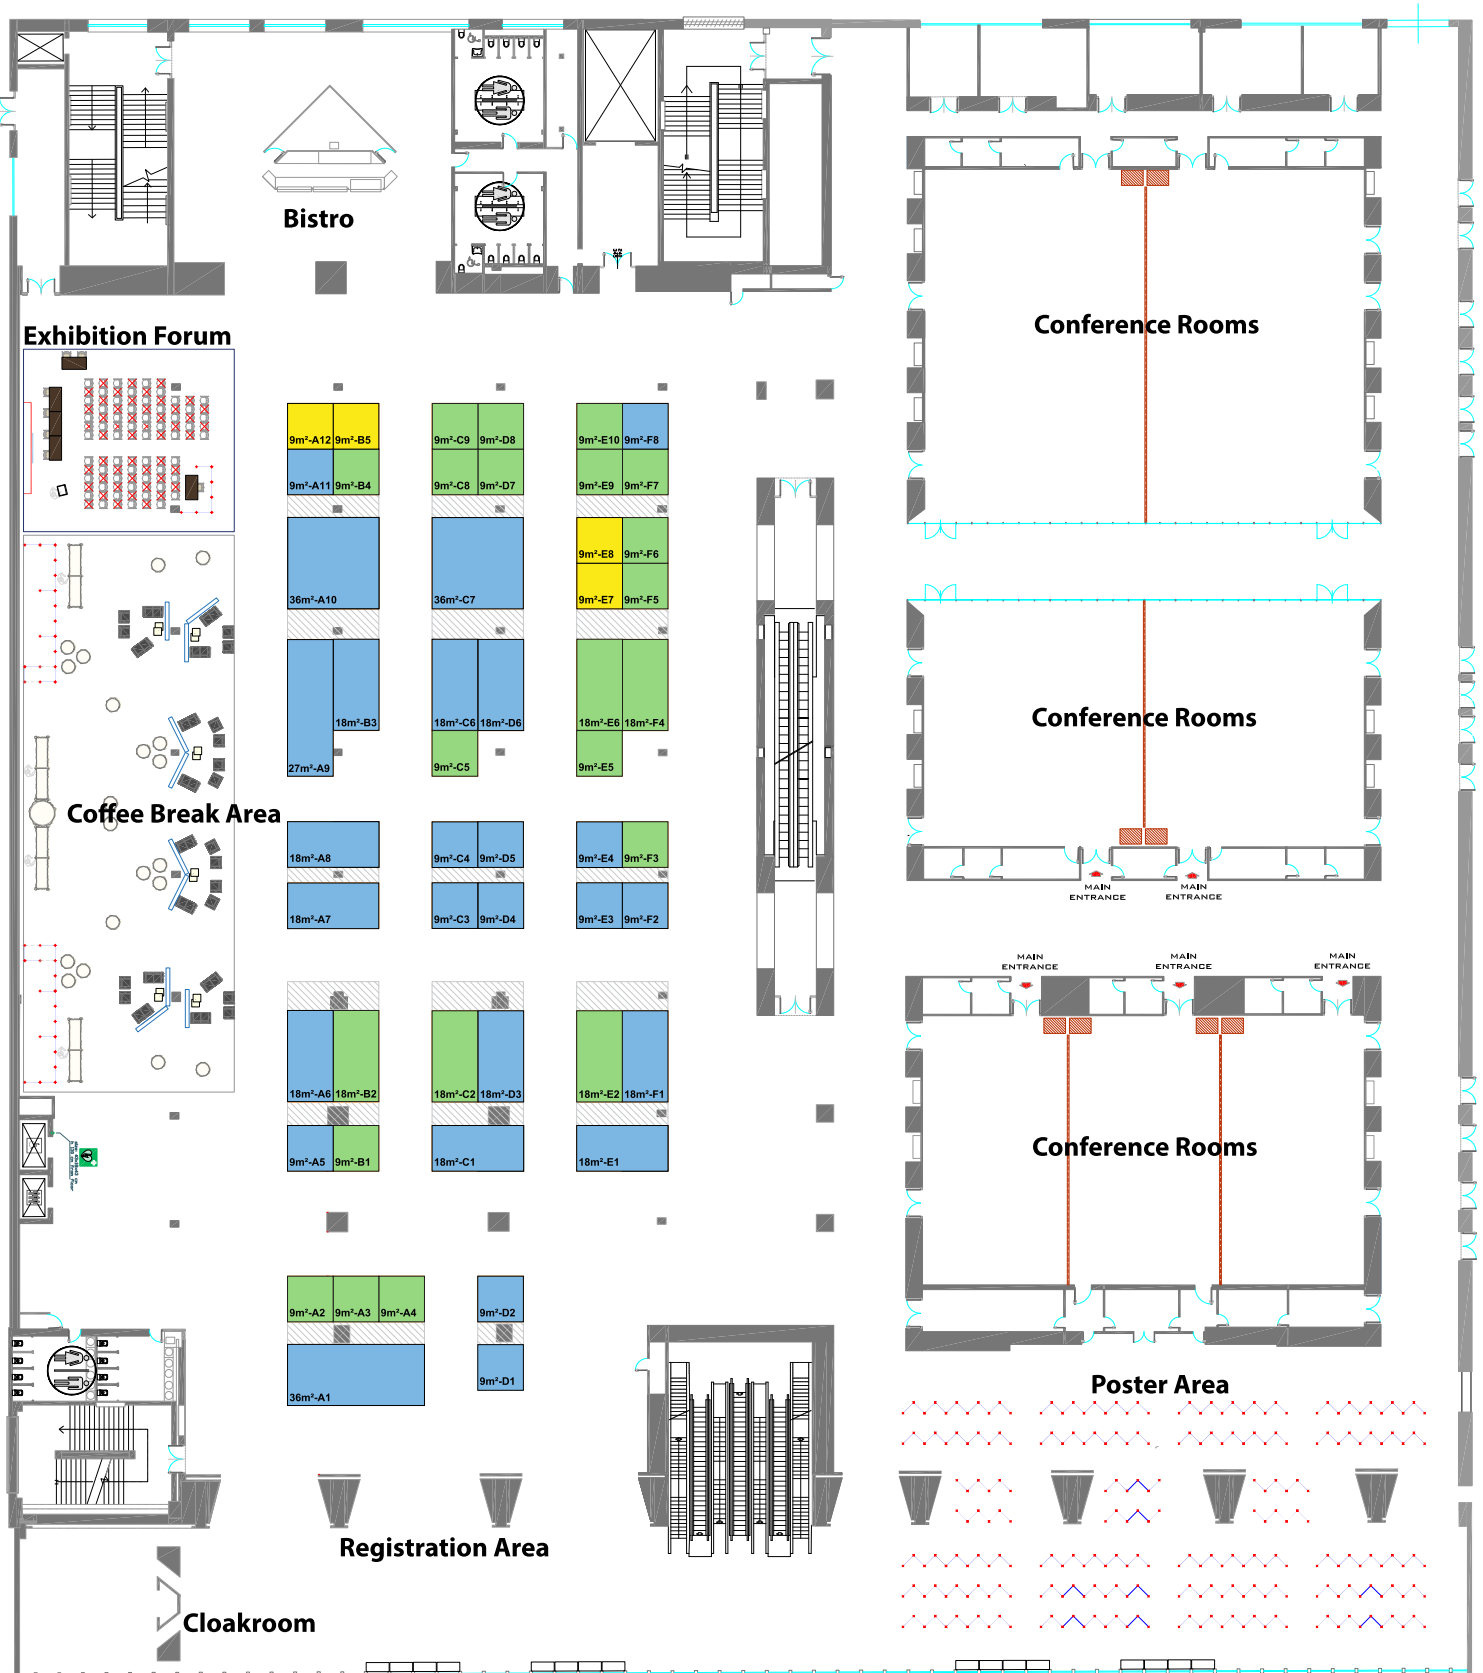 Bistro
Exhibition Forum
Conference Rooms
9m²-A12 9m²-B5
9m²-C9 9m²-D8
9m²-E10 9m²-F8
9m²-A11 9m²-B4
9m²-C8 9m²-D7
9m²-E9 9m²-F7
9m²-E8 9m²-F6
36m²-A10
36m²-C7
9m²-E7 9m²-F5
18m²-B3
18m²-C6 18m²-D6
18m²-E6 18m²-F4
Conference Rooms
27m²-A9
9m²-C5
9m²-E5
Coffee Break Area
18m²-A8
9m²-C4 9m²-D5
9m²-E4 9m²-F3
18m²-A7
9m²-C3 9m²-D4
9m²-E3 9m²-F2
MAIN
ENTRANCE
MAIN
ENTRANCE
MAIN
ENTRANCE
MAIN
ENTRANCE
MAIN
ENTRANCE
18m²-A6 18m²-B2
18m²-C2 18m²-D3
18m²-E2 18m²-F1
Conference Rooms
9m²-A5 9m²-B1
18m²-C1
18m²-E1
9m²-A2 9m²-A3 9m²-A4
9m²-D2
36m²-A1
9m²-D1
Poster Area
Registration Area
Cloakroom